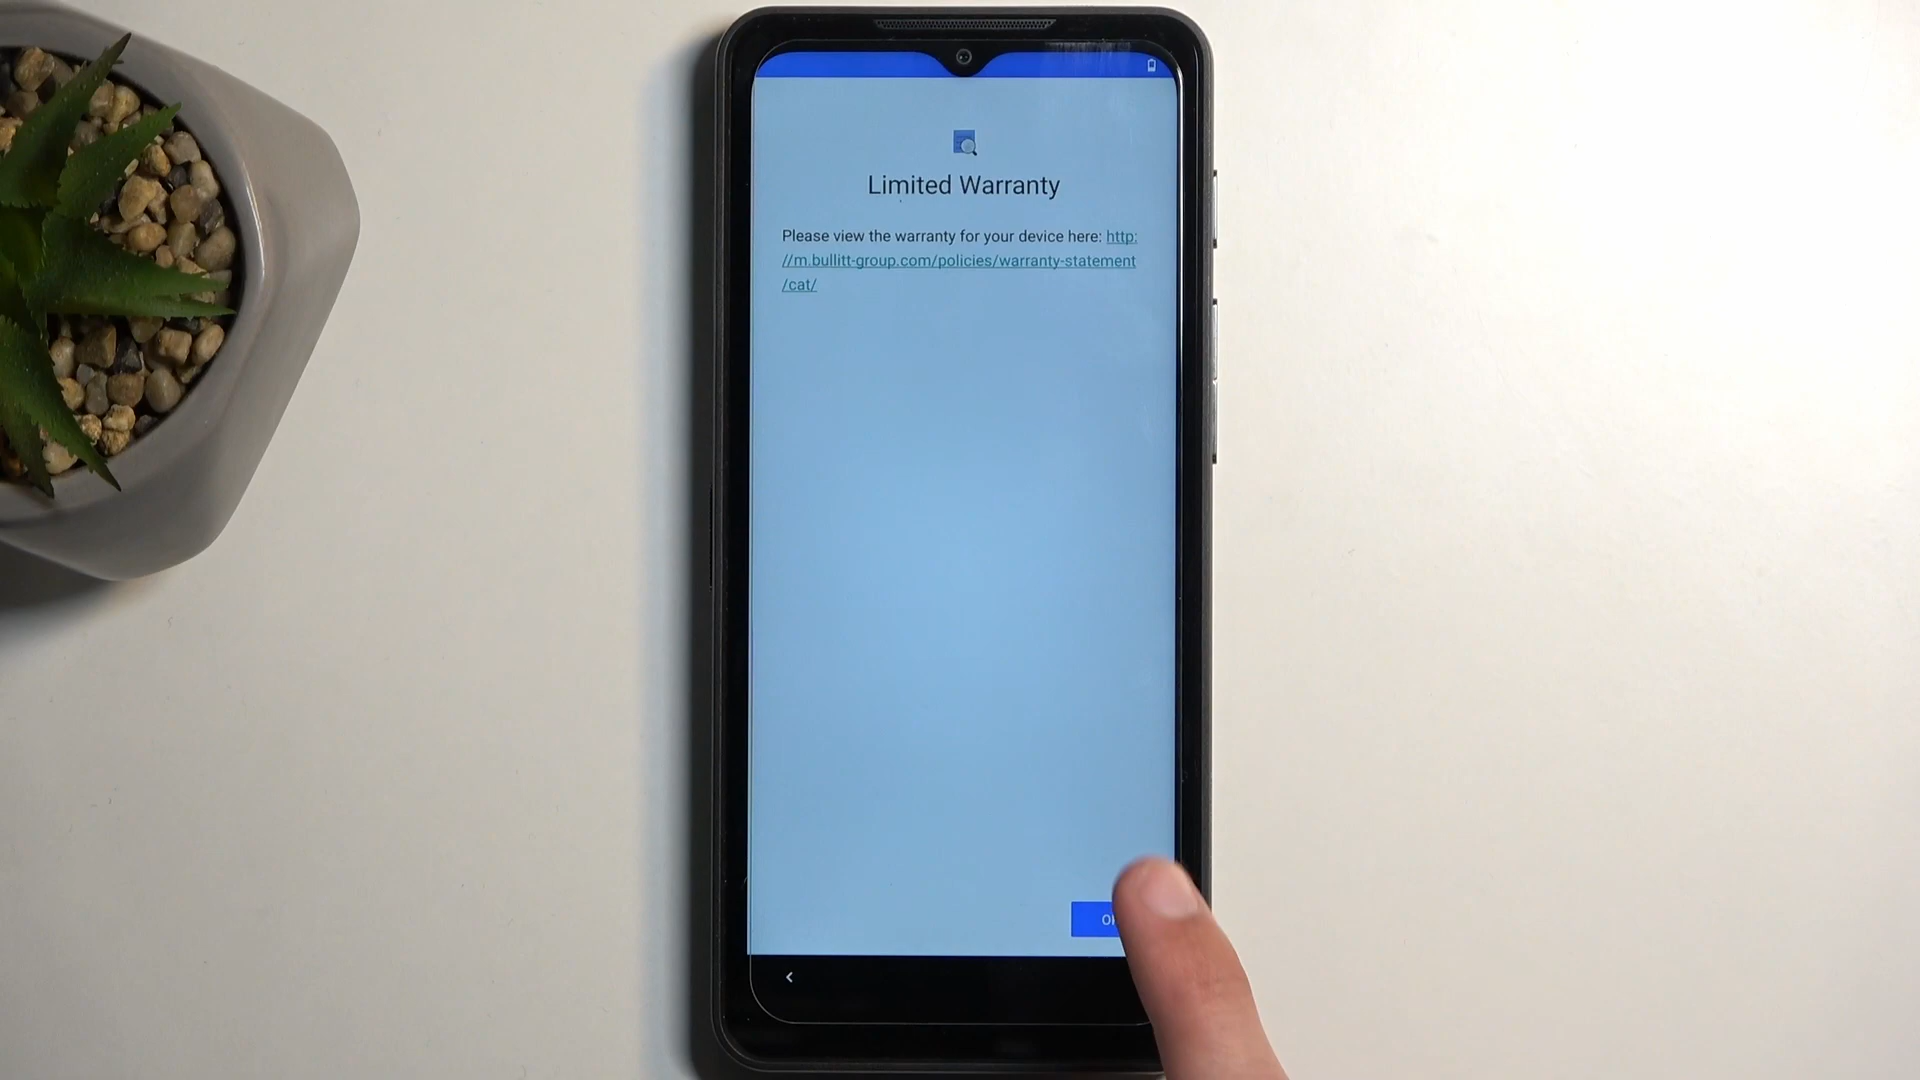 Limited Warranty
Please view the warranty for your device here: http:
//m.bullitt-group.com/policies/warranty-statement
/cat/